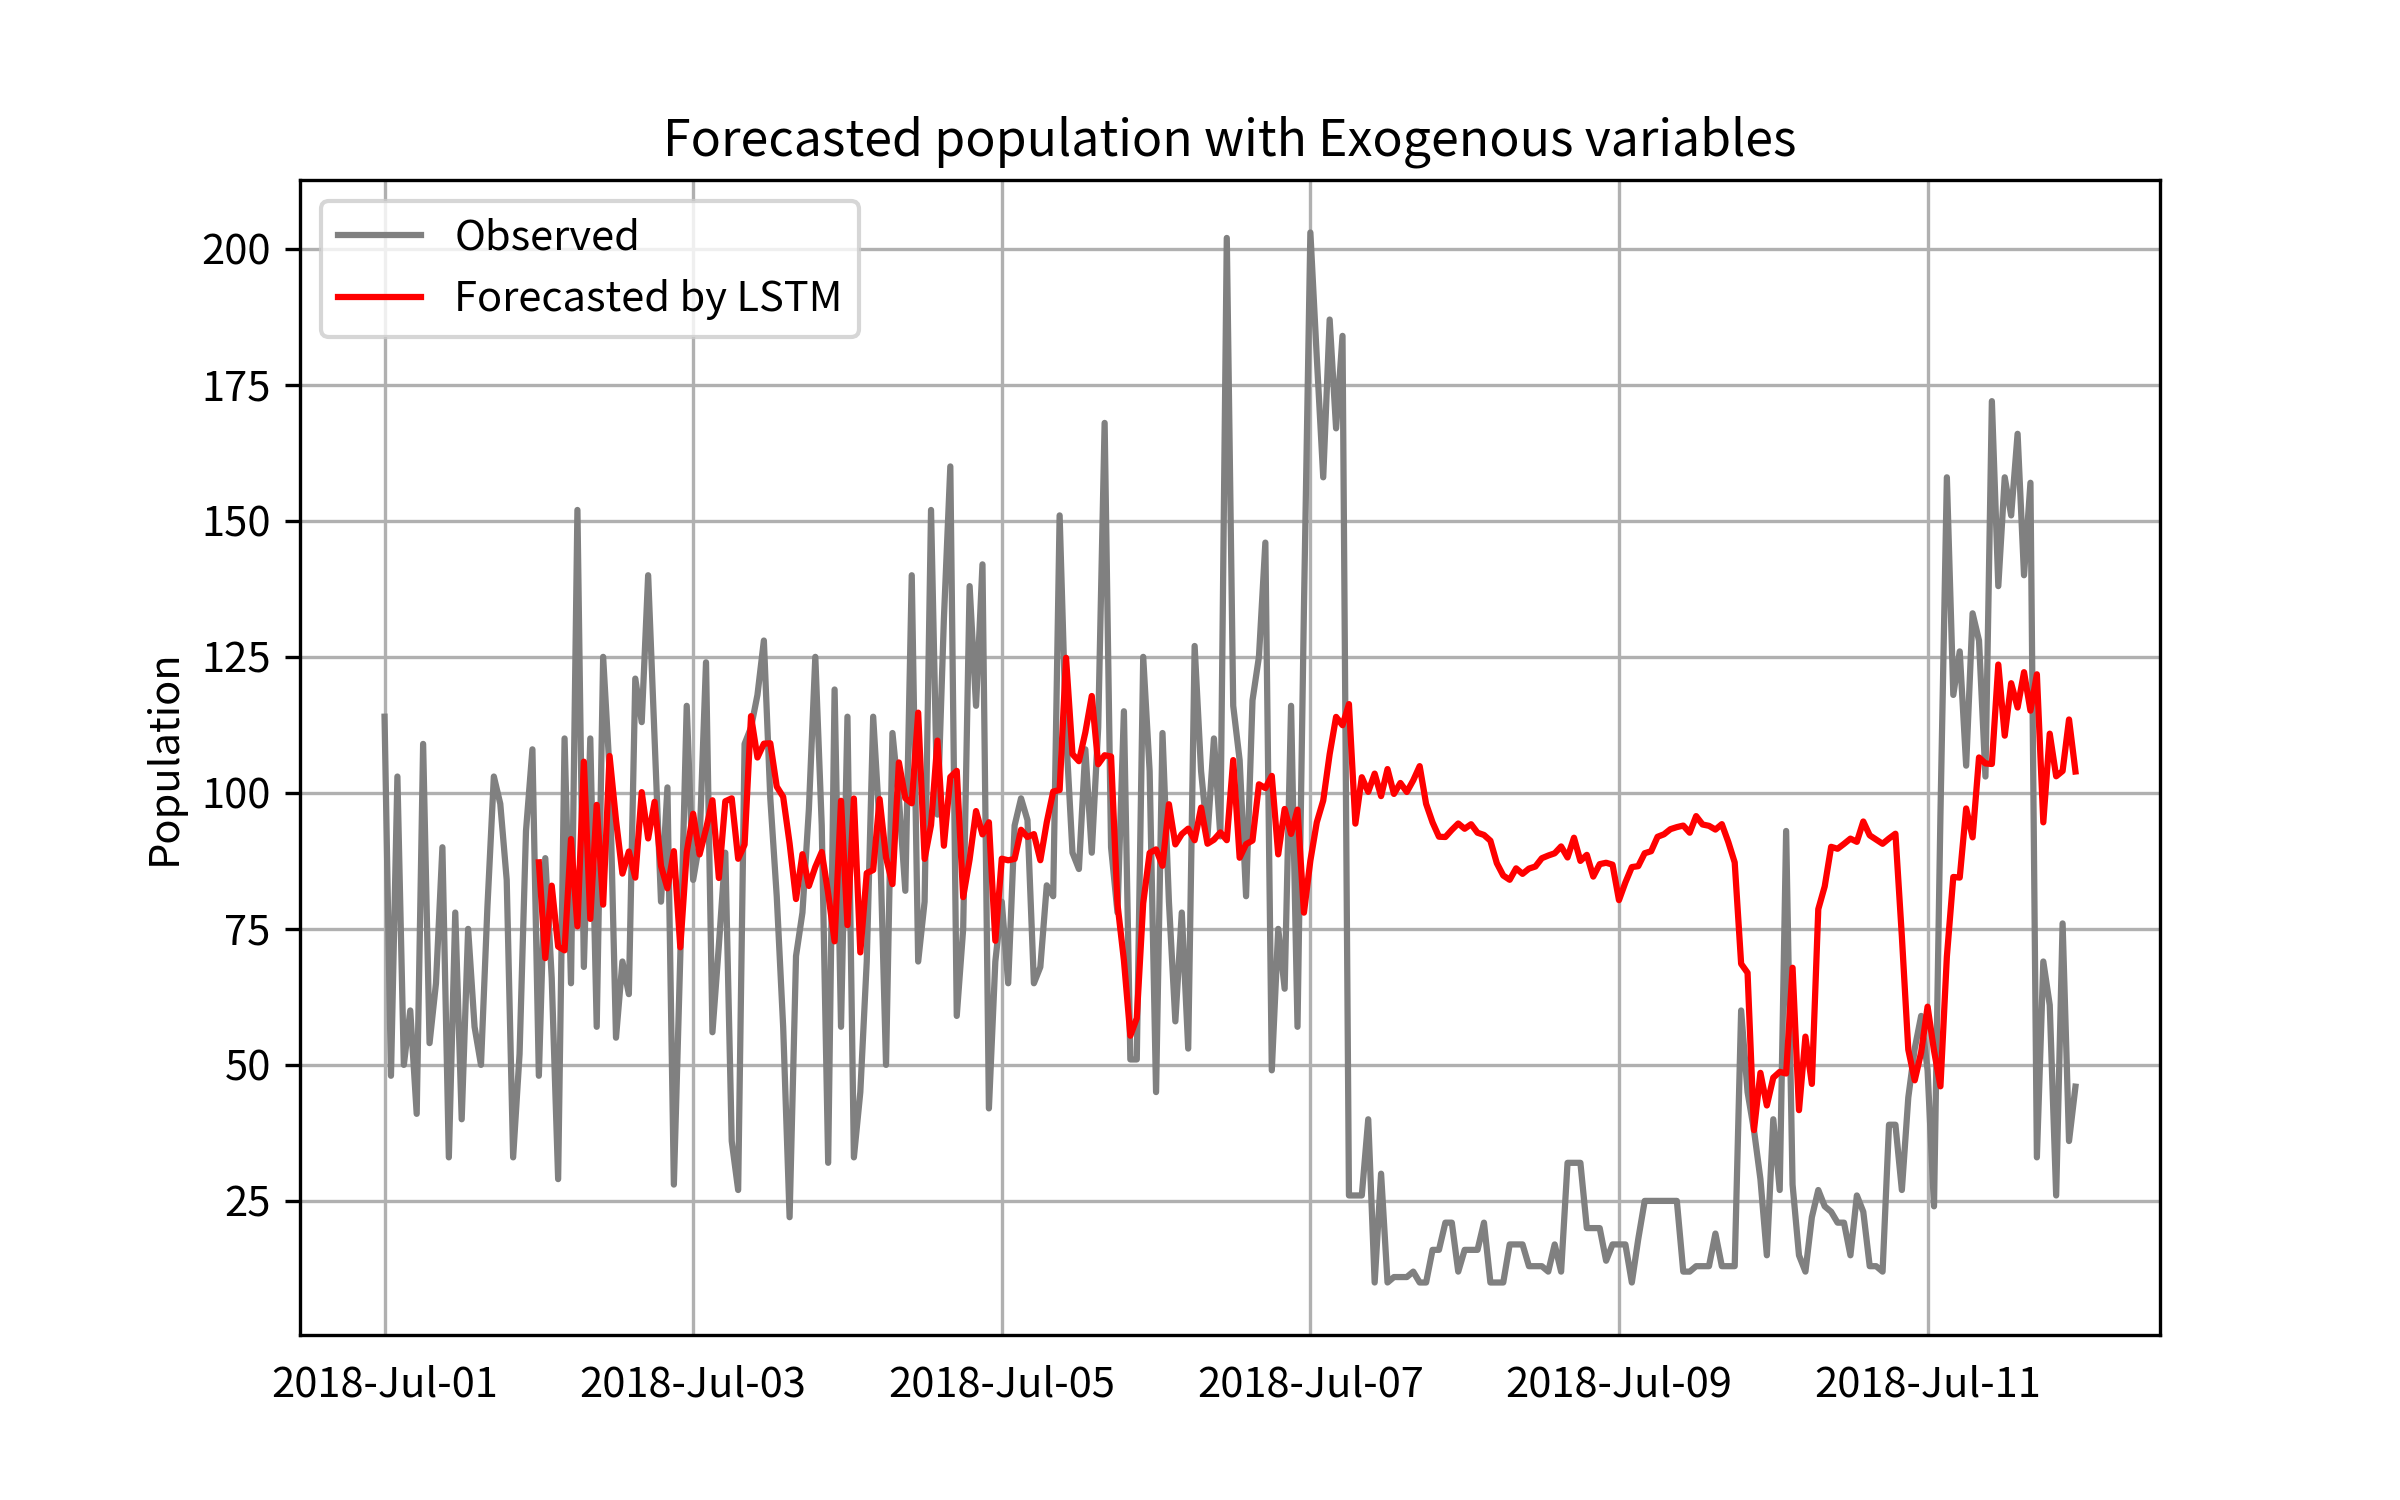 Forecasted population with Exogenous variables
Observed
Forecasted by LSTM
200
175
150
125
100
75
50
25
Population
2018-Jul-01
2018-Jul-03
2018-Jul-05
2018-Jul-07
2018-Jul-09
2018-Jul-11